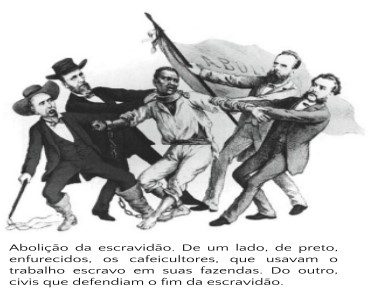 ABOLI
Abolição da escravidão. De um lado, de preto,
enfurecidos, os cafeicultores, que usavam o
trabalho escravo em suas fazendas. Do outro,
civis que defendiam o fim da escravidão.